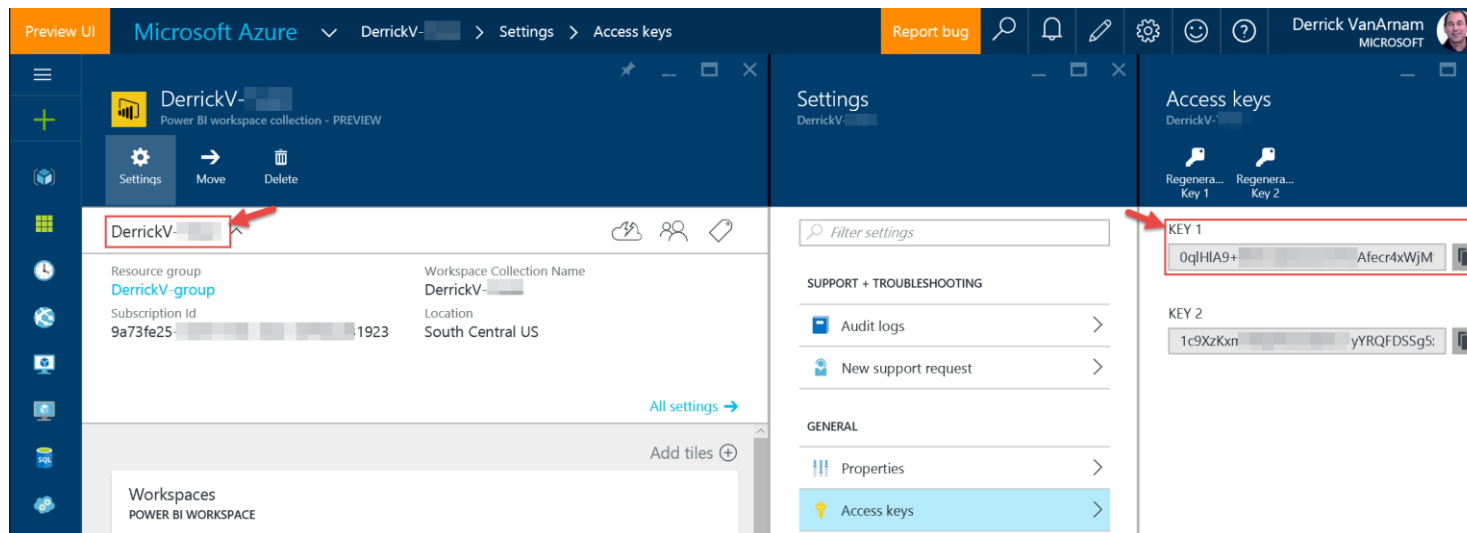 Preview UI
Microsoft Azure
DerrickV-
> Settings > Access keys
Report bug
Derrick VanArnam
MICROSOFT
DerrickV-
Power BI workspace collection - PREVIEW
Settings
Move
Delete
DerrickV-
Resource group
DerrickV-group
Subscription Id
9a73fe25-
1923
Workspace Collection Name
DerrickV-
Location
South Central US
All settings
Add tiles
Workspaces
POWER BI WORKSPACE
Settings
DerrickV-
Filter settings
SUPPORT + TROUBLESHOOTING
Audit logs
New support request
GENERAL
Properties
Access keys
Access keys
DerrickV-
Regenera... Regenera...
Key 1 Key 2
KEY 1
Afecr4xWjM
KEY 2
yYRQFDSSg5: